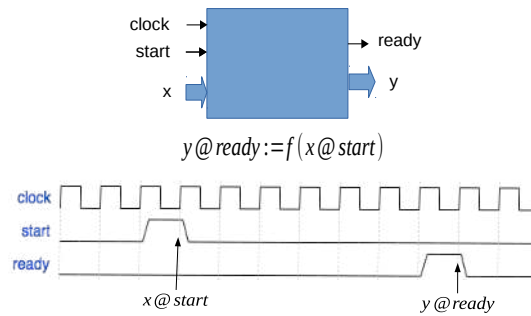 clock
start
x
ready
y
y@ready:=f(x@start)
clock
start
ready
x@start
y@ready